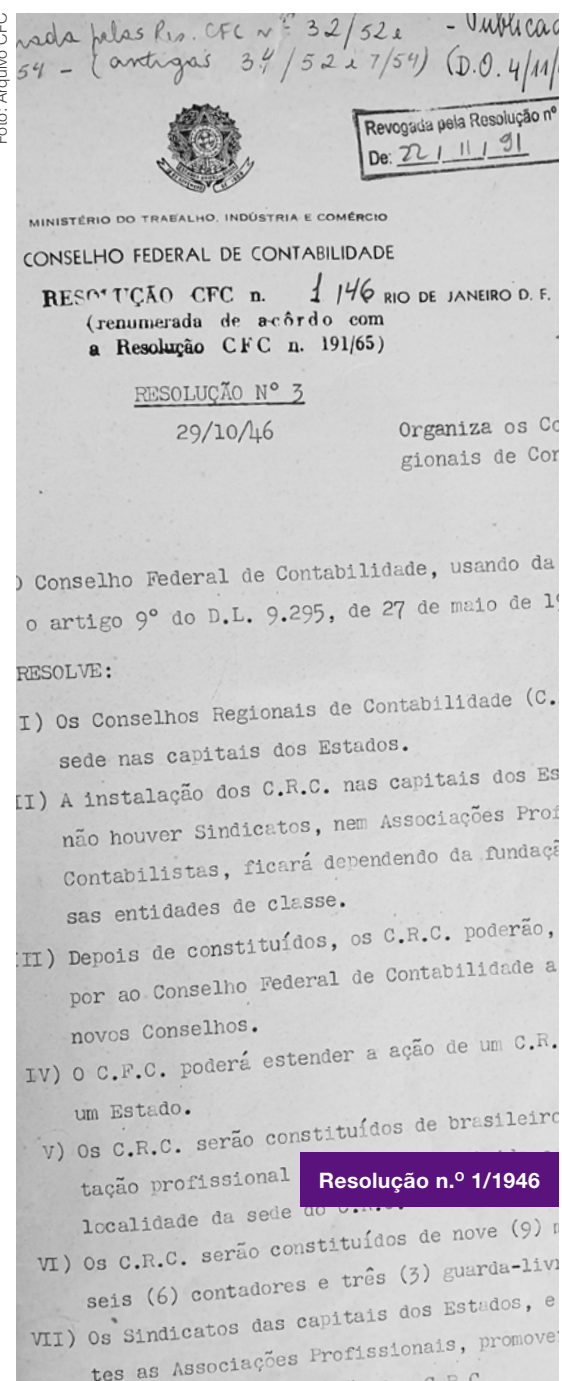 Foto: Arquivo CFC
pelas Res. CFC nº 32/52 e - Publicad
54 - (antigas 34/52 e 7/54) (D.O. 4/11/
Revogada pela Resolução nº
De: 22/11/91
MINISTÉRIO DO TRABALHO, INDÚSTRIA E COMÉRCIO
CONSELHO FEDERAL DE CONTABILIDADE
RESOLUÇÃO CFC n. 1/46 RIO DE JANEIRO D. F.
(renumerada de acôrdo com
a Resolução CFC n. 191/65)
RESOLUÇÃO Nº 3
29/10/46
Organiza os Co
gionais de Con
O Conselho Federal de Contabilidade, usando da
o artigo 9º do D.L. 9.295, de 27 de maio de 19
RESOLVE:
I) Os Conselhos Regionais de Contabilidade (C.
sede nas capitais dos Estados.
II) A instalação dos C.R.C. nas capitais dos Es
não houver Sindicatos, nem Associações Prof
Contabilistas, ficará dependendo da fundaçã
sas entidades de classe.
III) Depois de constituídos, os C.R.C. poderão,
por ao Conselho Federal de Contabilidade a
novos Conselhos.
IV) O C.F.C. poderá estender a ação de um C.R.
um Estado.
V) Os C.R.C. serão constituídos de brasileiro
tação profissional
Resolução n.º 1/1946
localidade da sede do C.R.C.
VI) Os C.R.C. serão constituídos de nove (9) m
seis (6) contadores e três (3) guarda-livr
VII) Os Sindicatos das capitais dos Estados, e
tes as Associações Profissionais, promover
C.R.C.